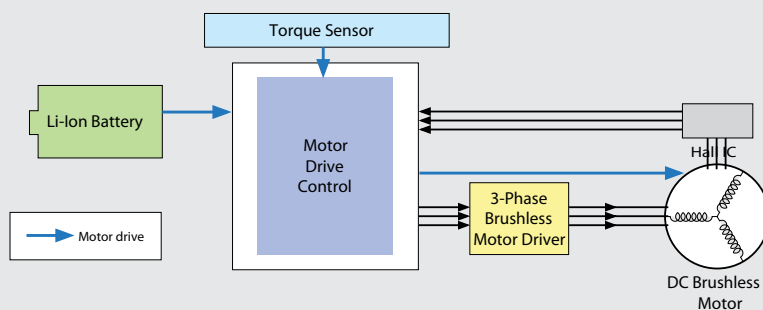 Torque Sensor
Li-Ion Battery
Motor
Drive
Control
Hall IC
3-Phase
Brushless
Motor Driver
Motor drive
DC Brushless
Motor